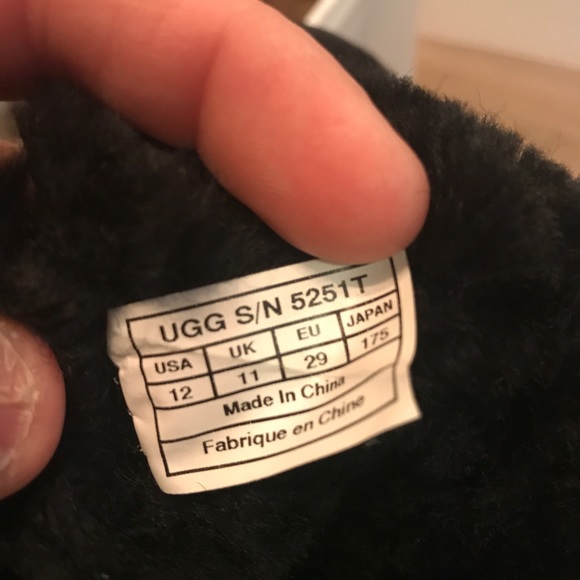 UGG S/N 5251T
USA UK EU JAPAN
12 11 29 175
Made In China
Fabrique en Chine